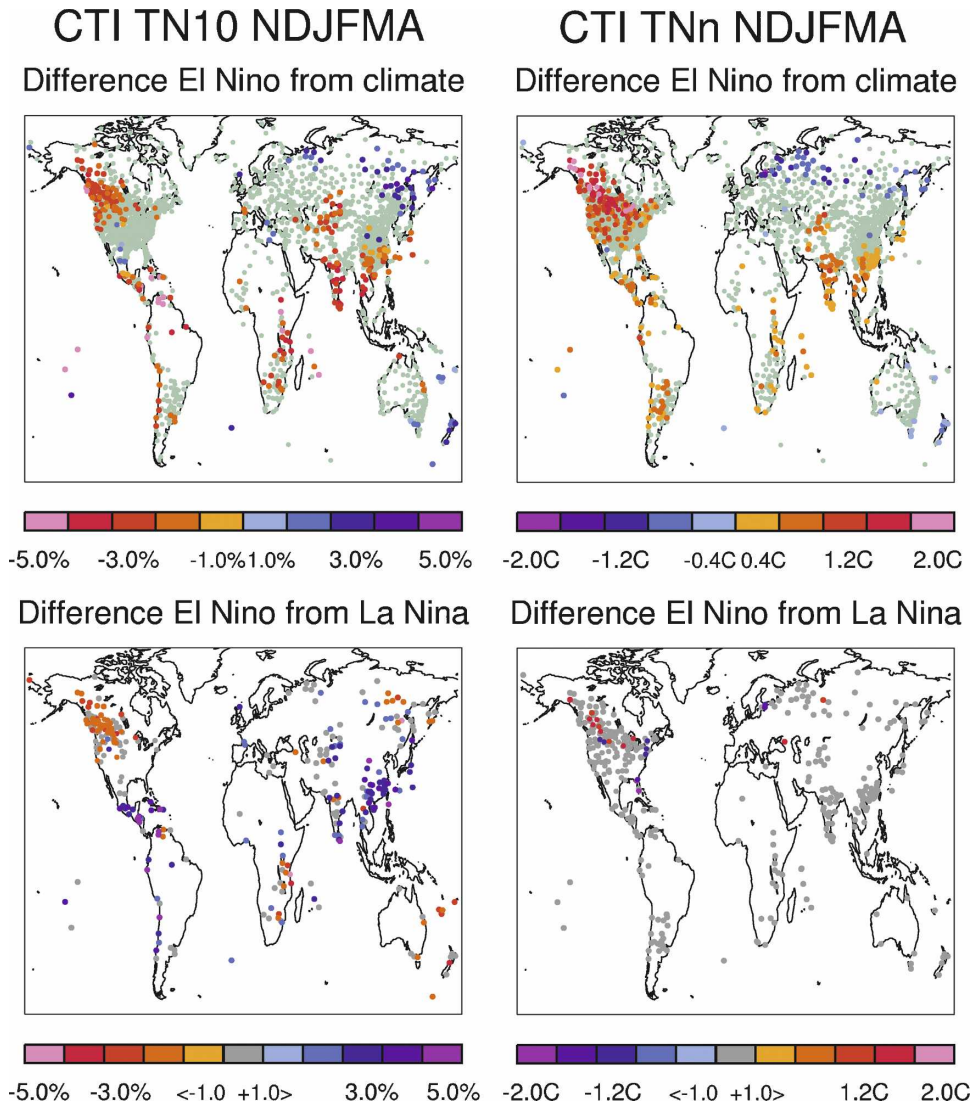 CTI TN10 NDJFMA
Difference El Nino from climate
-5.0% -3.0% -1.0% 1.0% 3.0% 5.0%
Difference El Nino from La Nina
-5.0% -3.0% <-1.0 +1.0> 3.0% 5.0%
CTI TNn NDJFMA
Difference El Nino from climate
-2.0C -1.2C -0.4C 0.4C 1.2C 2.0C
Difference El Nino from La Nina
-2.0C -1.2C <-1.0 +1.0> 1.2C 2.0C